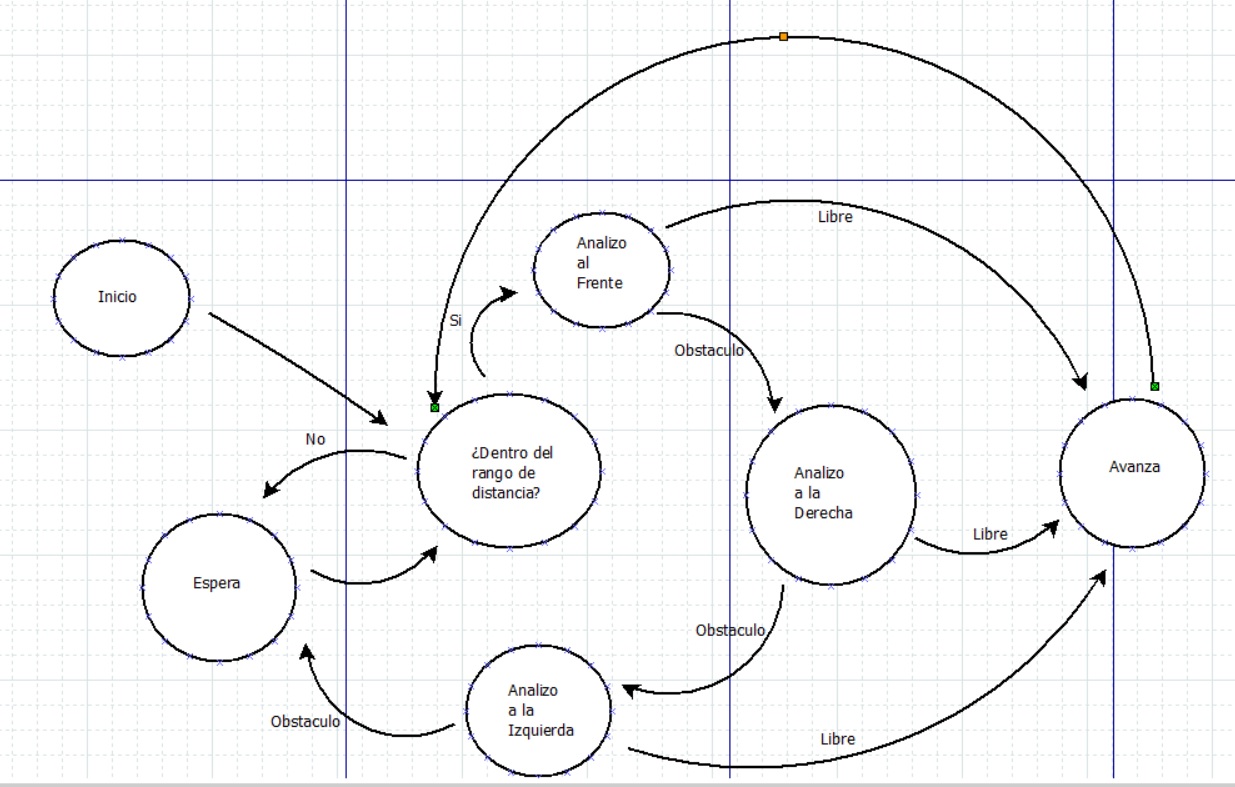 Libre
Analizo
al
Frente
Inicio
Si
Obstaculo
No
¿Dentro del
rango de
distancia?
Analizo
a la
Derecha
Avanza
Libre
Espera
Obstaculo
Analizo
a la
Izquierda
Obstaculo
Libre